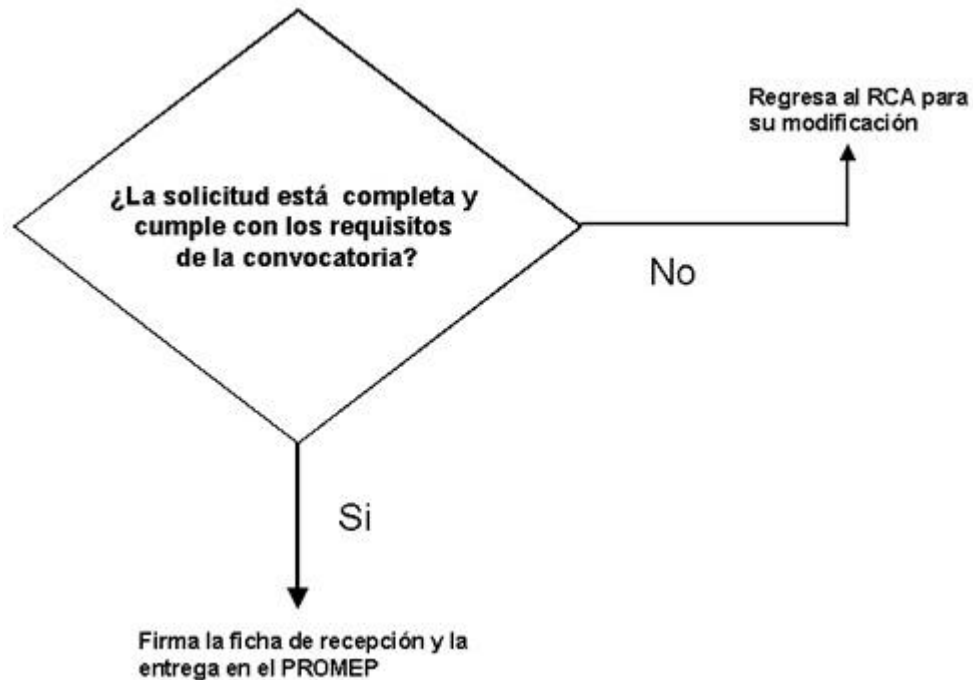 Regresa al RCA para
su modificación
¿La solicitud está completa y
cumple con los requisitos
de la convocatoria?
No
Si
Firma la ficha de recepción y la
entrega en el PROMEP